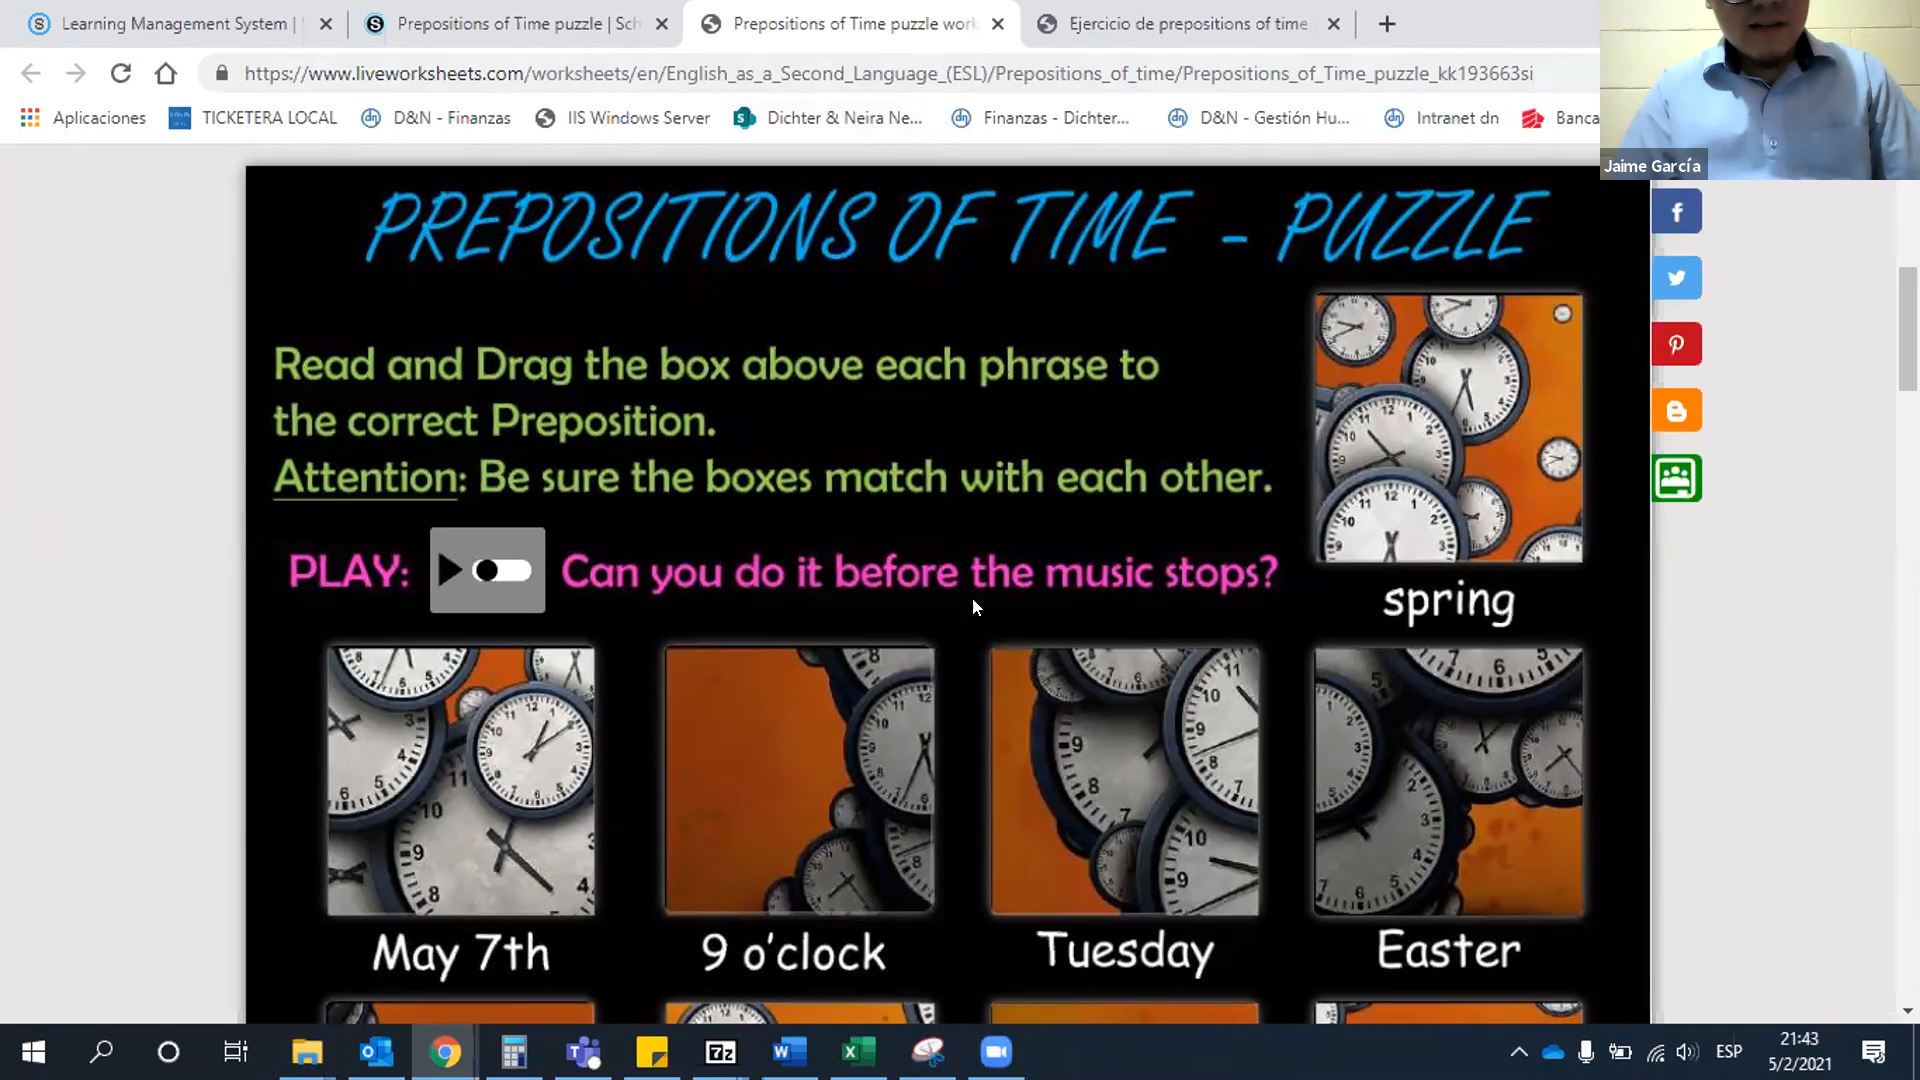 Learning Management System |
Prepositions of Time puzzle | Sch
Prepositions of Time puzzle work
Ejercicio de prepositions of time
https://www.liveworksheets.com/worksheets/en/English_as_a_Second_Language_(ESL)/Prepositions_of_time/Prepositions_of_Time_puzzle_kk193663si
Aplicaciones
TICKETERA LOCAL
D&N - Finanzas
IIS Windows Server
Dichter & Neira Ne...
Finanzas - Dichter...
D&N - Gestión Hu...
Intranet dn
Banca
Jaime García
PREPOSITIONS OF TIME - PUZZLE
Read and Drag the box above each phrase to
the correct Preposition.
Attention: Be sure the boxes match with each other.
PLAY:
Can you do it before the music stops?
spring
May 7th
9 o'clock
Tuesday
Easter
ESP
21:43
5/2/2021